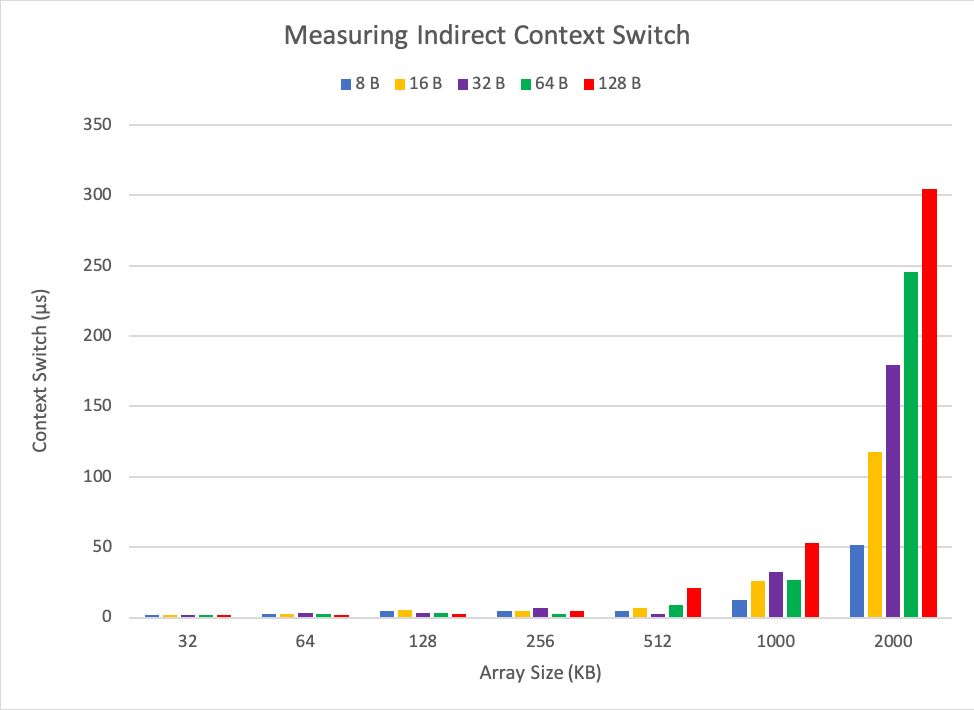 Measuring Indirect Context Switch
8 B 16 B 32 B 64 B 128 B
350
300
250
200
150
100
50
0
Context Switch (µs)
32 64 128 256 512 1000 2000
Array Size (KB)